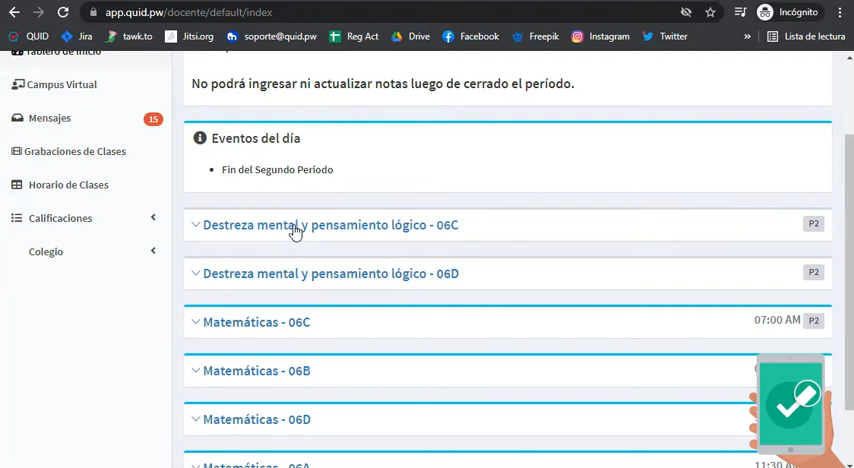 app.quid.pw/docente/default/index
Incógnito
QUID
Jira
tawk.to
Jitsi.org
soporte@quid.pw
Reg Act
Drive
Facebook
Freepik
Instagram
Twitter
»
Lista de lectura
Tablero de Inicio
No podrá ingresar ni actualizar notas luego de cerrado el período.
Campus Virtual
Mensajes 15
Eventos del día
Grabaciones de Clases
Fin del Segundo Periodo
Horario de Clases
Calificaciones
Destreza mental y pensamiento lógico - 06C P2
Colegio
Destreza mental y pensamiento lógico - 06D P2
Matemáticas - 06C 07:00 AM P2
Matemáticas - 06B
Matemáticas - 06D
Matemáticas - 06A 11:30 AM